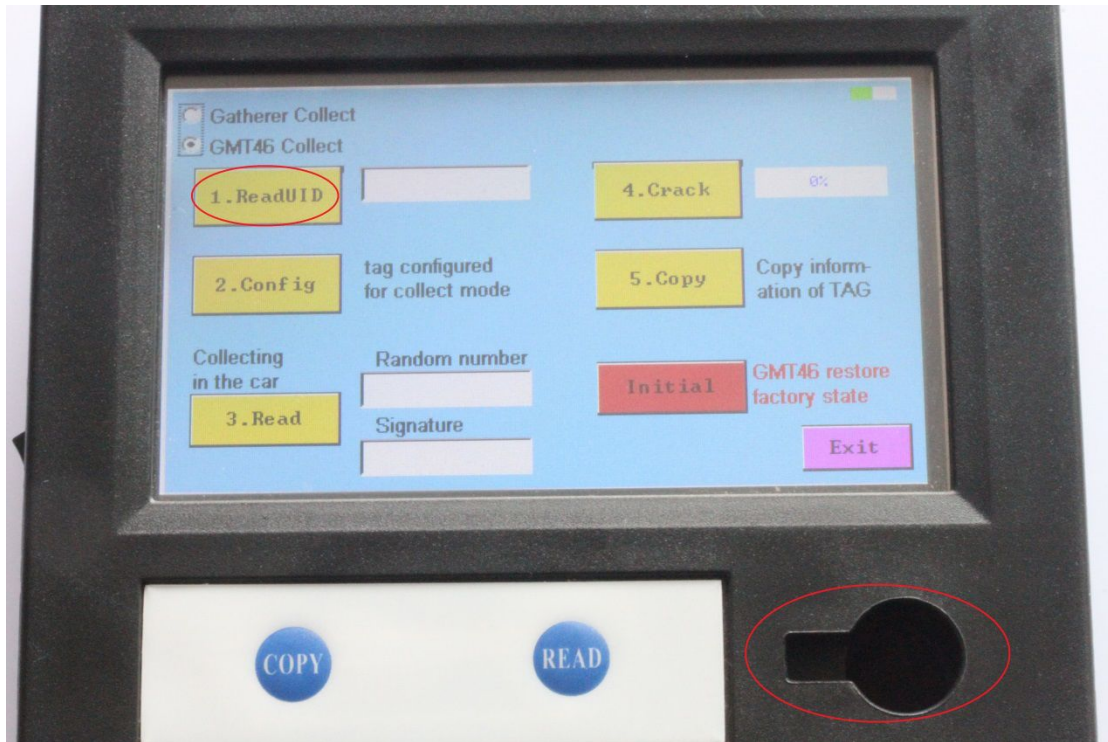 Gatherer Collect
GMT46 Collect
1.ReadUID
4.Crack
0%
2.Config
tag configured
for collect mode
5.Copy
Copy inform-
ation of TAG
Collecting
in the car
3.Read
Random number
Signature
Initial
GMT46 restore
factory state
Exit
COPY
READ